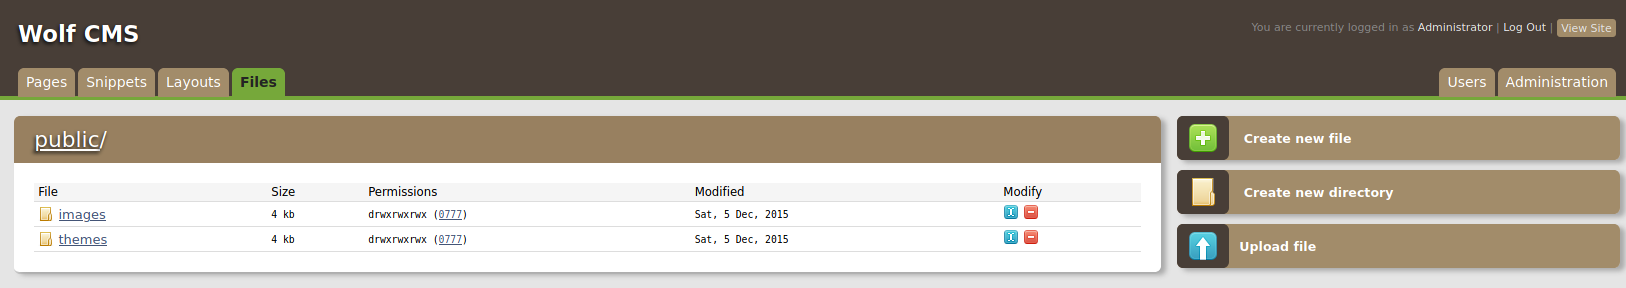 Wolf CMS
You are currently logged in as Administrator | Log Out | View Site
Pages Snippets Layouts Files Users Administration
public/
File Size Permissions Modified Modify
images 4 kb drwxrwxrwx (0777) Sat, 5 Dec, 2015
themes 4 kb drwxrwxrwx (0777) Sat, 5 Dec, 2015
Create new file
Create new directory
Upload file